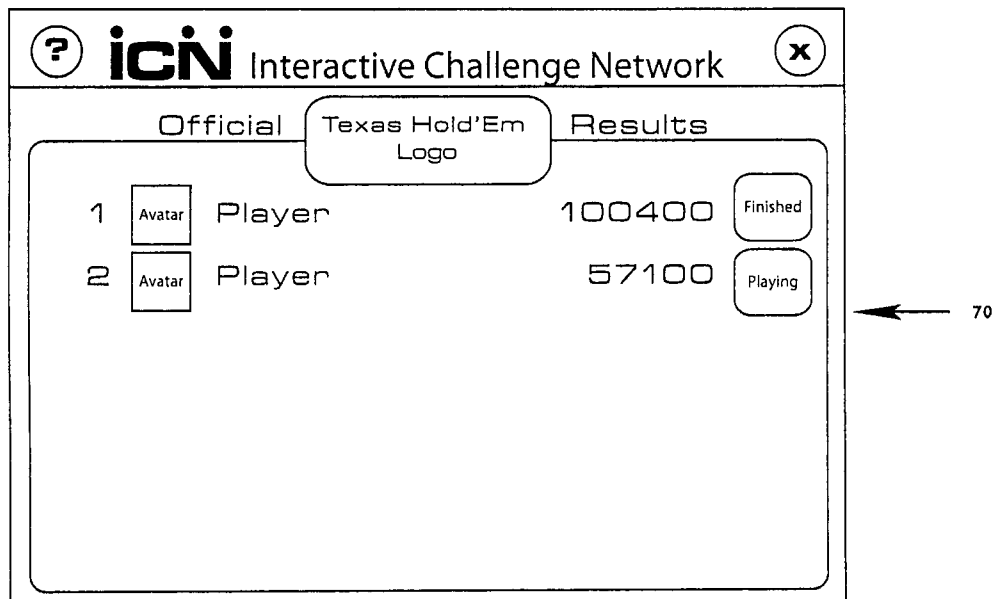 ? iCN Interactive Challenge Network x
Official Texas Hold'Em Logo Results
1 Avatar Player 100400 Finished
2 Avatar Player 57100 Playing
70